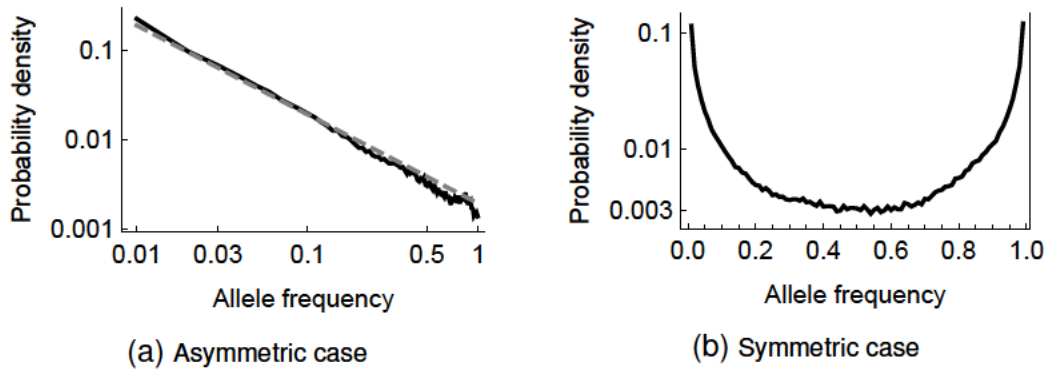 Probability density
0.1
0.01
0.001
0.01
0.03
0.1
0.5
1
Allele frequency
(a) Asymmetric case
Probability density
0.1
0.01
0.003
0.0
0.2
0.4
0.6
0.8
1.0
Allele frequency
(b) Symmetric case